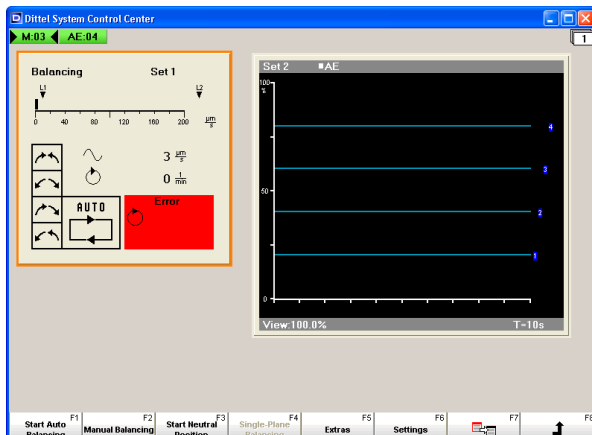 Dittel System Control Center
M:03 AE:04
1
Balancing Set 1
L1 L2
0 40 80 120 160 200 µm/s
3 µm/s
0 1/min
AUTO
Error
Set 2 AE
100
%
4
3
50
2
1
0
View:100.0% T=10s
F1 F2 F3 F4 F5 F6 F7 F8
Start Auto Balancing
Manual Balancing
Start Neutral Position
Single-Plane Balancing
Extras
Settings